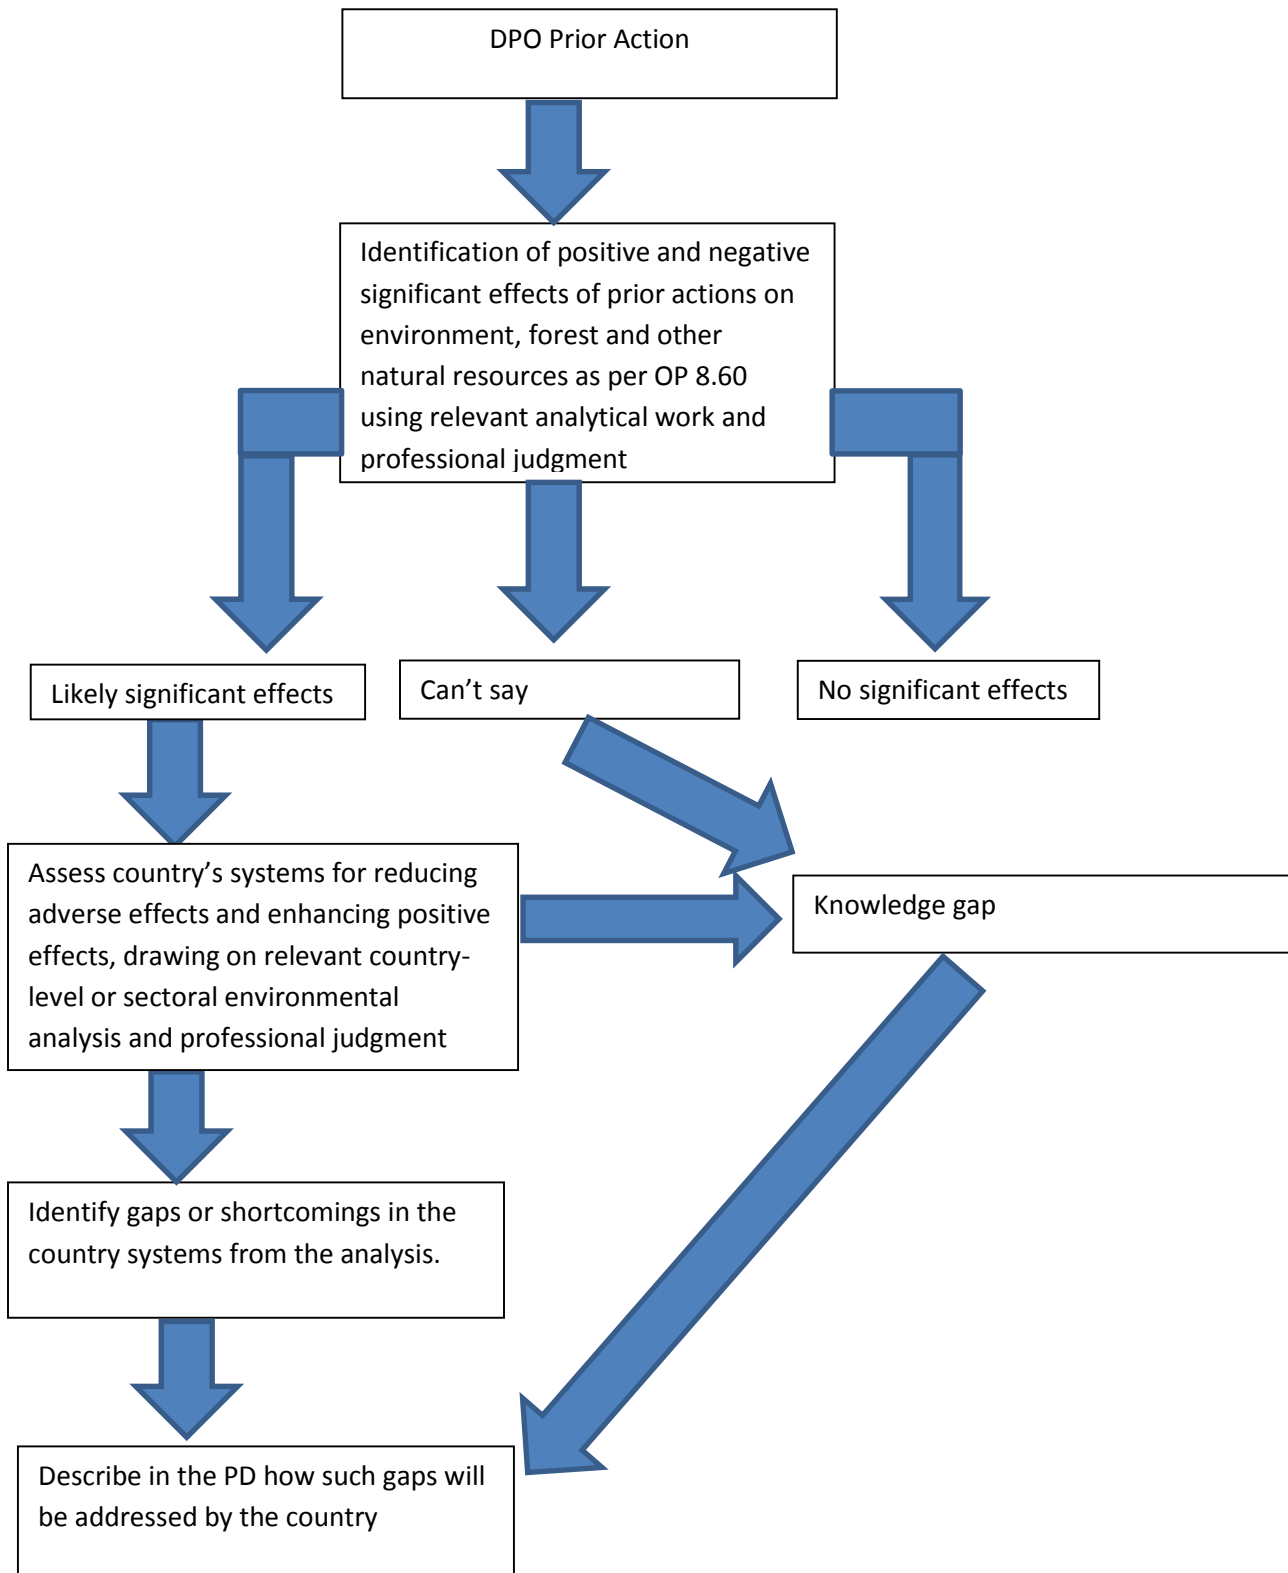 DPO Prior Action
Identification of positive and negative
significant effects of prior actions on
environment, forest and other
natural resources as per OP 8.60
using relevant analytical work and
professional judgment
Likely significant effects
Can’t say
No significant effects
Assess country’s systems for reducing
adverse effects and enhancing positive
effects, drawing on relevant country-
level or sectoral environmental
analysis and professional judgment
Knowledge gap
Identify gaps or shortcomings in the
country systems from the analysis.
Describe in the PD how such gaps will
be addressed by the country